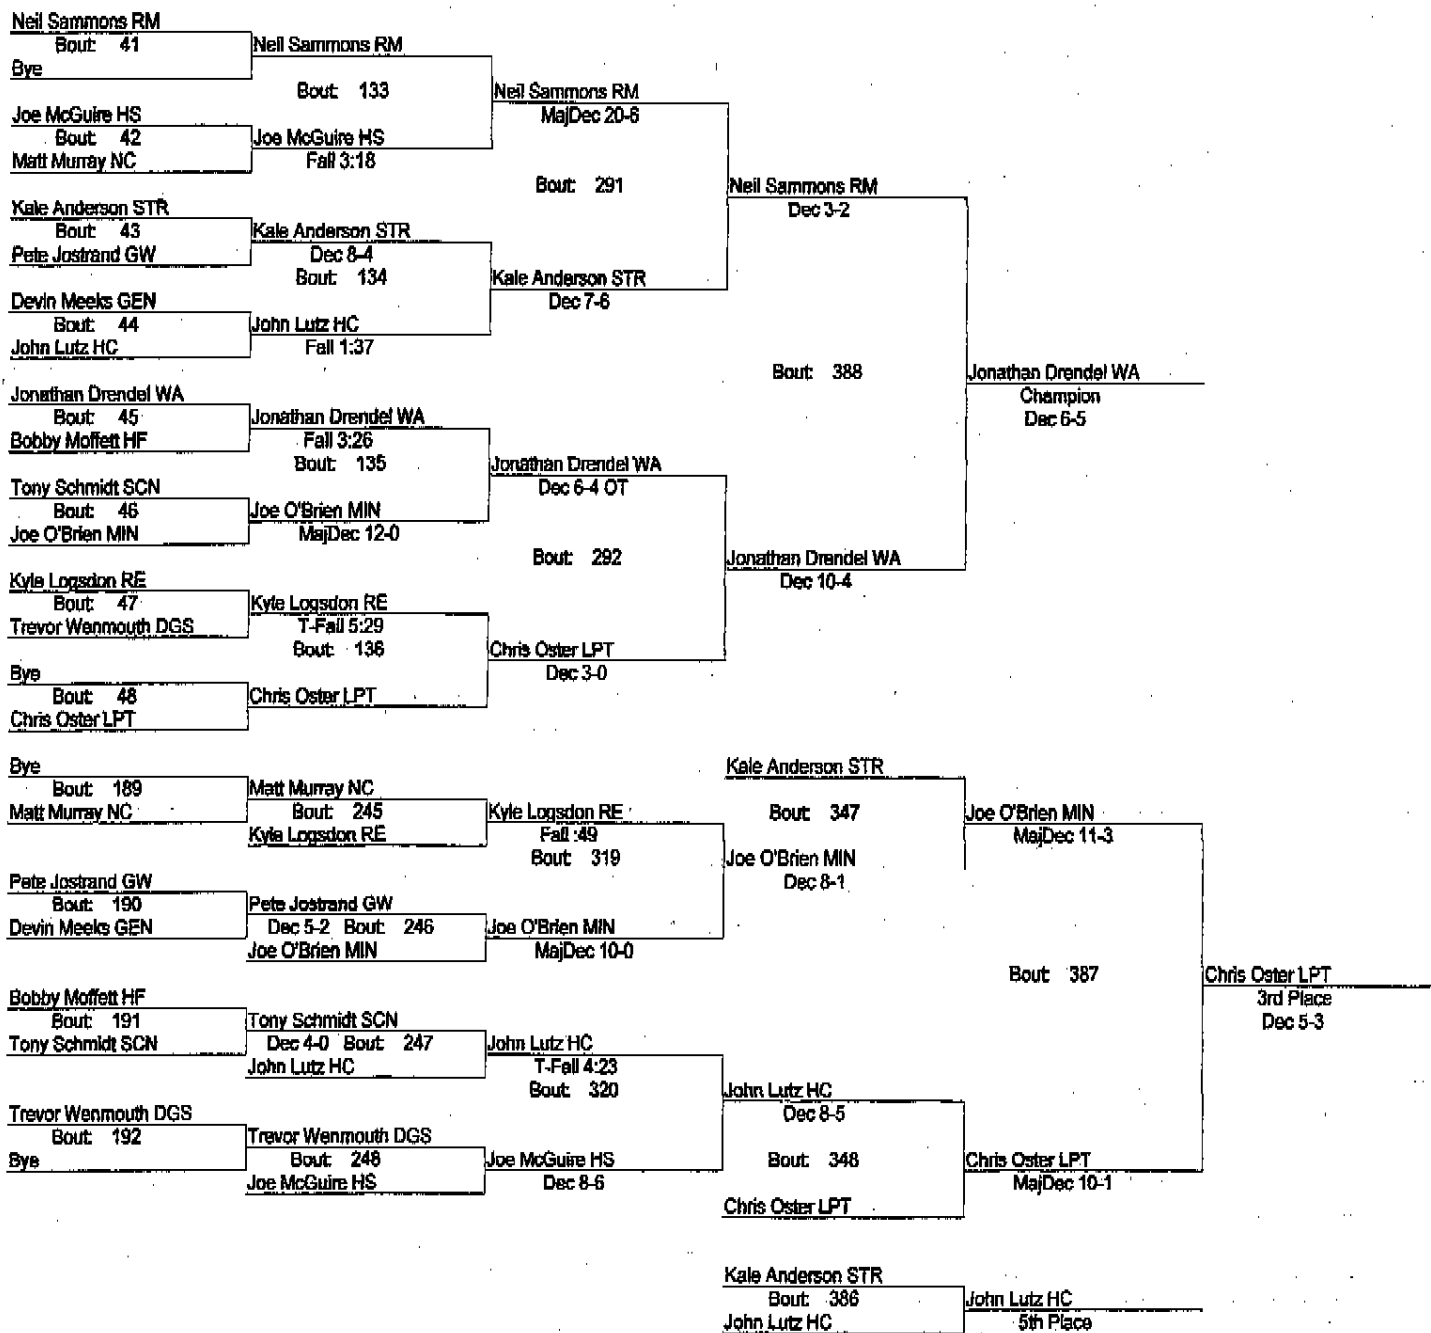 Neil Sammons RM
Bout: 41
Bye
Neil Sammons RM
Bout: 133
Joe McGuire HS
Bout: 42
Matt Murray NC
Joe McGuire HS
Fall 3:18
Neil Sammons RM
MajDec 20-8
Bout: 291
Kale Anderson STR
Bout: 43
Pete Jostrand GW
Kale Anderson STR
Dec 8-4
Bout: 134
Devin Meeks GEN
Bout: 44
John Lutz HC
John Lutz HC
Fall 1:37
Kale Anderson STR
Dec 7-6
Neil Sammons RM
Dec 3-2
Bout: 388
Jonathan Drendel WA
Champion
Dec 6-5
Jonathan Drendel WA
Bout: 45
Bobby Moffett HF
Jonathan Drendel WA
Fall 3:26
Bout: 135
Tony Schmidt SCN
Bout: 46
Joe O'Brien MIN
Joe O'Brien MIN
MajDec 12-0
Jonathan Drendel WA
Dec 6-4 OT
Bout: 292
Jonathan Drendel WA
Dec 10-4
Kyle Logsdon RE
Bout: 47
Trevor Wenmouth DGS
Kyle Logsdon RE
T-Fall 5:29
Bout: 136
Bye
Bout: 48
Chris Oster LPT
Chris Oster LPT
Chris Oster LPT
Dec 3-0
Bye
Bout: 189
Matt Murray NC
Matt Murray NC
Bout: 245
Kyle Logsdon RE
Kyle Logsdon RE
Fall :49
Bout: 319
Pete Jostrand GW
Bout: 190
Devin Meeks GEN
Pete Jostrand GW
Dec 5-2 Bout: 246
Joe O'Brien MIN
Joe O'Brien MIN
MajDec 10-0
Kale Anderson STR
Bout: 347
Joe O'Brien MIN
Dec 8-1
Joe O'Brien MIN
MajDec 11-3
Bout: 387
Chris Oster LPT
3rd Place
Dec 5-3
Bobby Moffett HF
Bout: 191
Tony Schmidt SCN
Tony Schmidt SCN
Dec 4-0 Bout: 247
John Lutz HC
John Lutz HC
T-Fall 4:23
Bout: 320
Trevor Wenmouth DGS
Bout: 192
Bye
Trevor Wenmouth DGS
Bout: 248
Joe McGuire HS
Joe McGuire HS
Dec 8-6
John Lutz HC
Dec 8-5
Bout: 348
Chris Oster LPT
Chris Oster LPT
MajDec 10-1
Kale Anderson STR
Bout: 386
John Lutz HC
John Lutz HC
5th Place